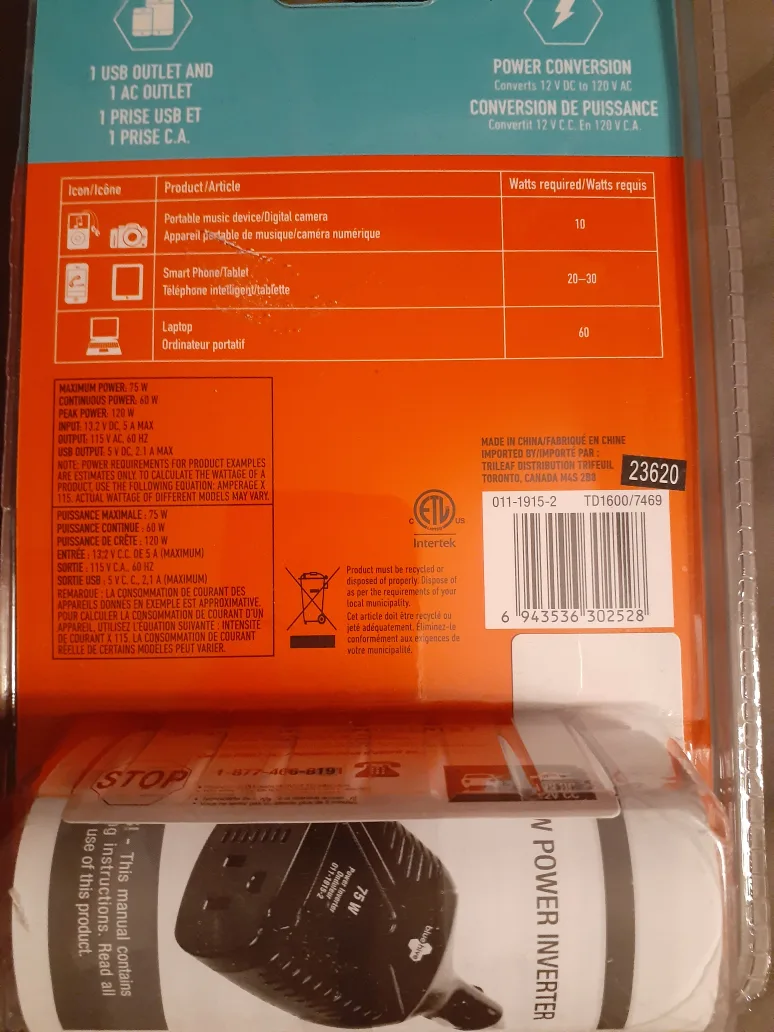 1 USB OUTLET AND
1 AC OUTLET
1 PRISE USB ET
1 PRISE C.A.
POWER CONVERSION
Converts 12 V DC to 120 V AC
CONVERSION DE PUISSANCE
Convertit 12 V C.C. En 120 V C.A.
Icon/Icône Product/Article Watts required/Watts requis
Portable music device/Digital camera
Appareil portable de musique/caméra numérique
10
Smart Phone/Tablet
Téléphone intelligent/tablette
20–30
Laptop
Ordinateur portatif
60
MAXIMUM POWER: 75 W
CONTINUOUS POWER: 60 W
PEAK POWER: 120 W
INPUT: 13.2 V DC, 5 A MAX
OUTPUT: 115 V AC, 60 HZ
USB OUTPUT: 5 V DC, 2.1 A MAX
NOTE: POWER REQUIREMENTS FOR PRODUCT EXAMPLES
ARE ESTIMATES ONLY. TO CALCULATE THE WATTAGE OF A
PRODUCT, USE THE FOLLOWING EQUATION: AMPERAGE X
115. ACTUAL WATTAGE OF DIFFERENT MODELS MAY VARY.
PUISSANCE MAXIMALE : 75 W
PUISSANCE CONTINUE : 60 W
PUISSANCE DE CRÊTE : 120 W
ENTRÉE : 13,2 V C.C. DE 5 A (MAXIMUM)
SORTIE : 115 V C.A., 60 HZ
SORTIE USB : 5 V C. C., 2,1 A (MAXIMUM)
REMARQUE : LA CONSOMMATION DE COURANT DES
APPAREILS DONNÉS EN EXEMPLE EST APPROXIMATIVE.
POUR CALCULER LA CONSOMMATION DE COURANT D'UN
APPAREIL, UTILISEZ L'ÉQUATION SUIVANTE : INTENSITÉ
DE COURANT X 115. LA CONSOMMATION DE COURANT
RÉELLE DE CERTAINS MODÈLES PEUT VARIER.
C ETL US
Intertek
Product must be recycled or
disposed of properly. Dispose of
as per the requirements of your
local municipality.
Cet article doit être recyclé ou
jeté adéquatement. Éliminez-le
conformément aux exigences de
votre municipalité.
MADE IN CHINA/FABRIQUÉ EN CHINE
IMPORTED BY/IMPORTÉ PAR :
TRILEAF DISTRIBUTION TRIFEUIL
TORONTO, CANADA M4S 2B8
23620
011-1915-2 TD1600/7469
6 943536 302528
STOP
1-877-466-8191
- This manual contains
instructions. Read all
use of this product.
75 W
Power Inverter
Onduleur
011-1915-2
blue hive
W POWER INVERTER